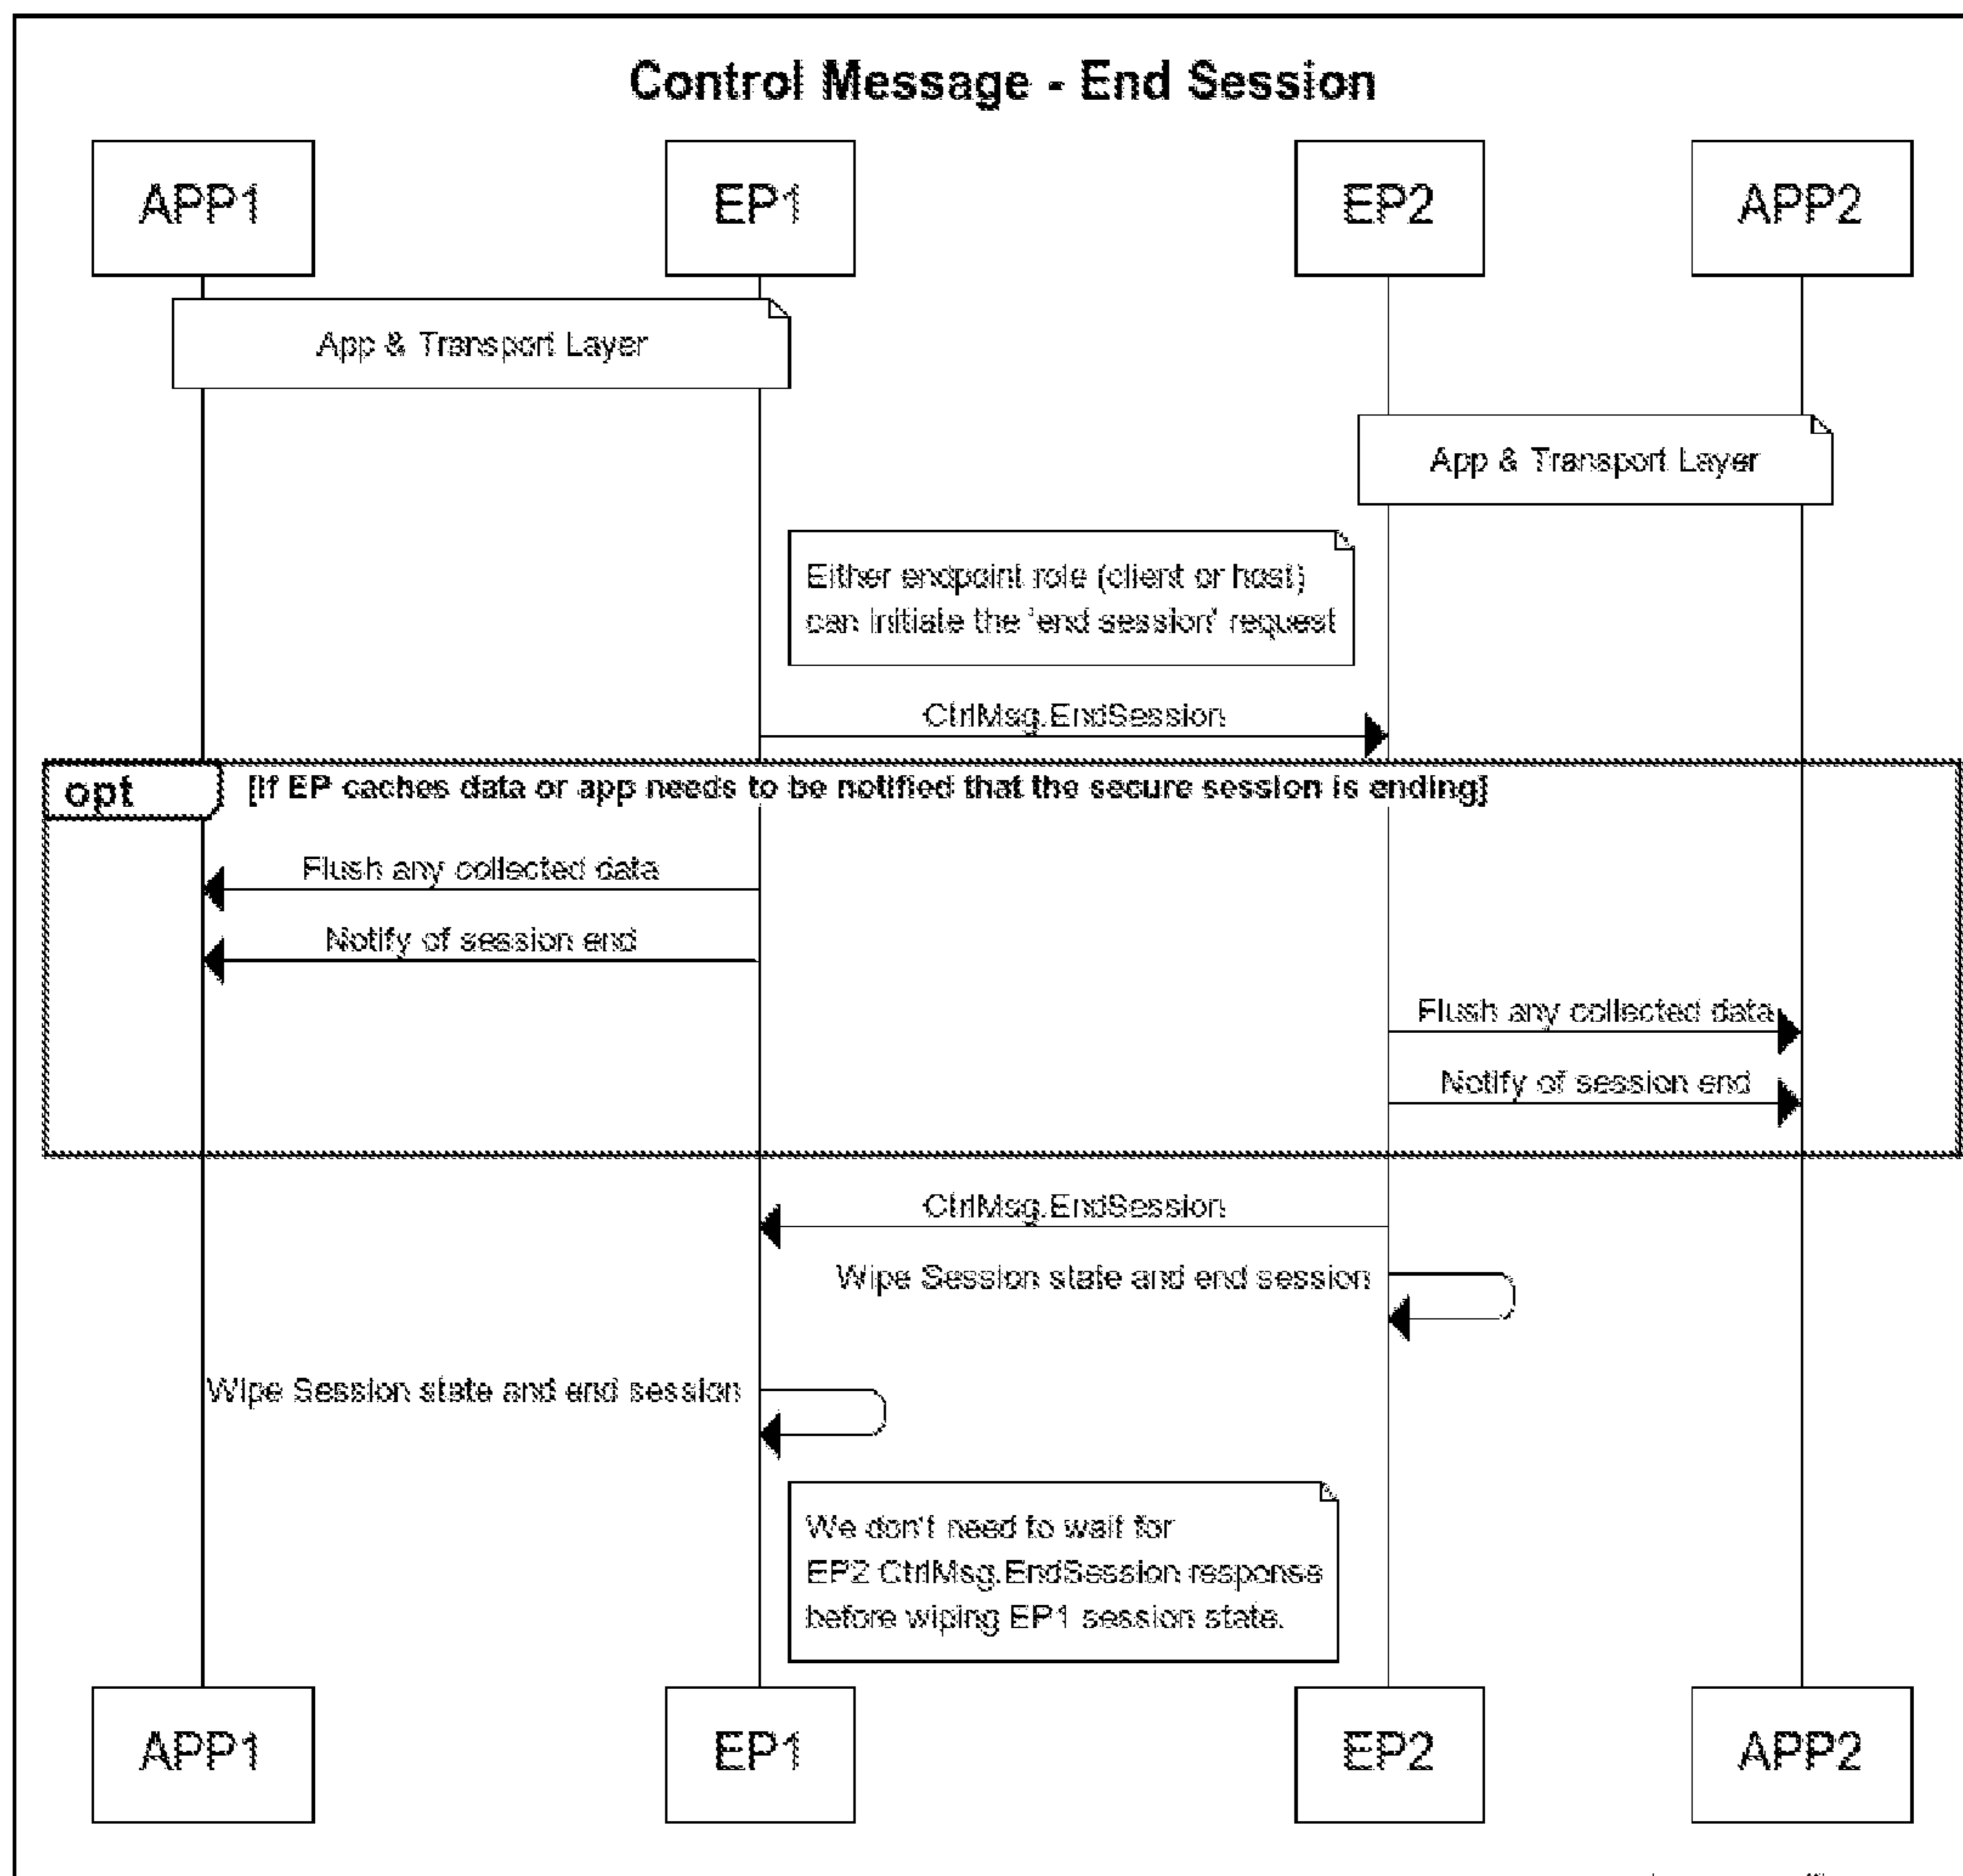 Control Message - End Session
APP1
EP1
EP2
APP2
App & Transport Layer
App & Transport Layer
Either endpoint role (client or host)
can initiate the 'end session' request
CtrlMsg.EndSession
opt
[If EP caches data or app needs to be notified that the secure session is ending]
Flush any collected data
Notify of session end
Flush any collected data
Notify of session end
CtrlMsg.EndSession
Wipe Session state and end session
Wipe Session state and end session
We don't need to wait for
EP2 CtrlMsg.EndSession response
before wiping EP1 session state.
APP1
EP1
EP2
APP2